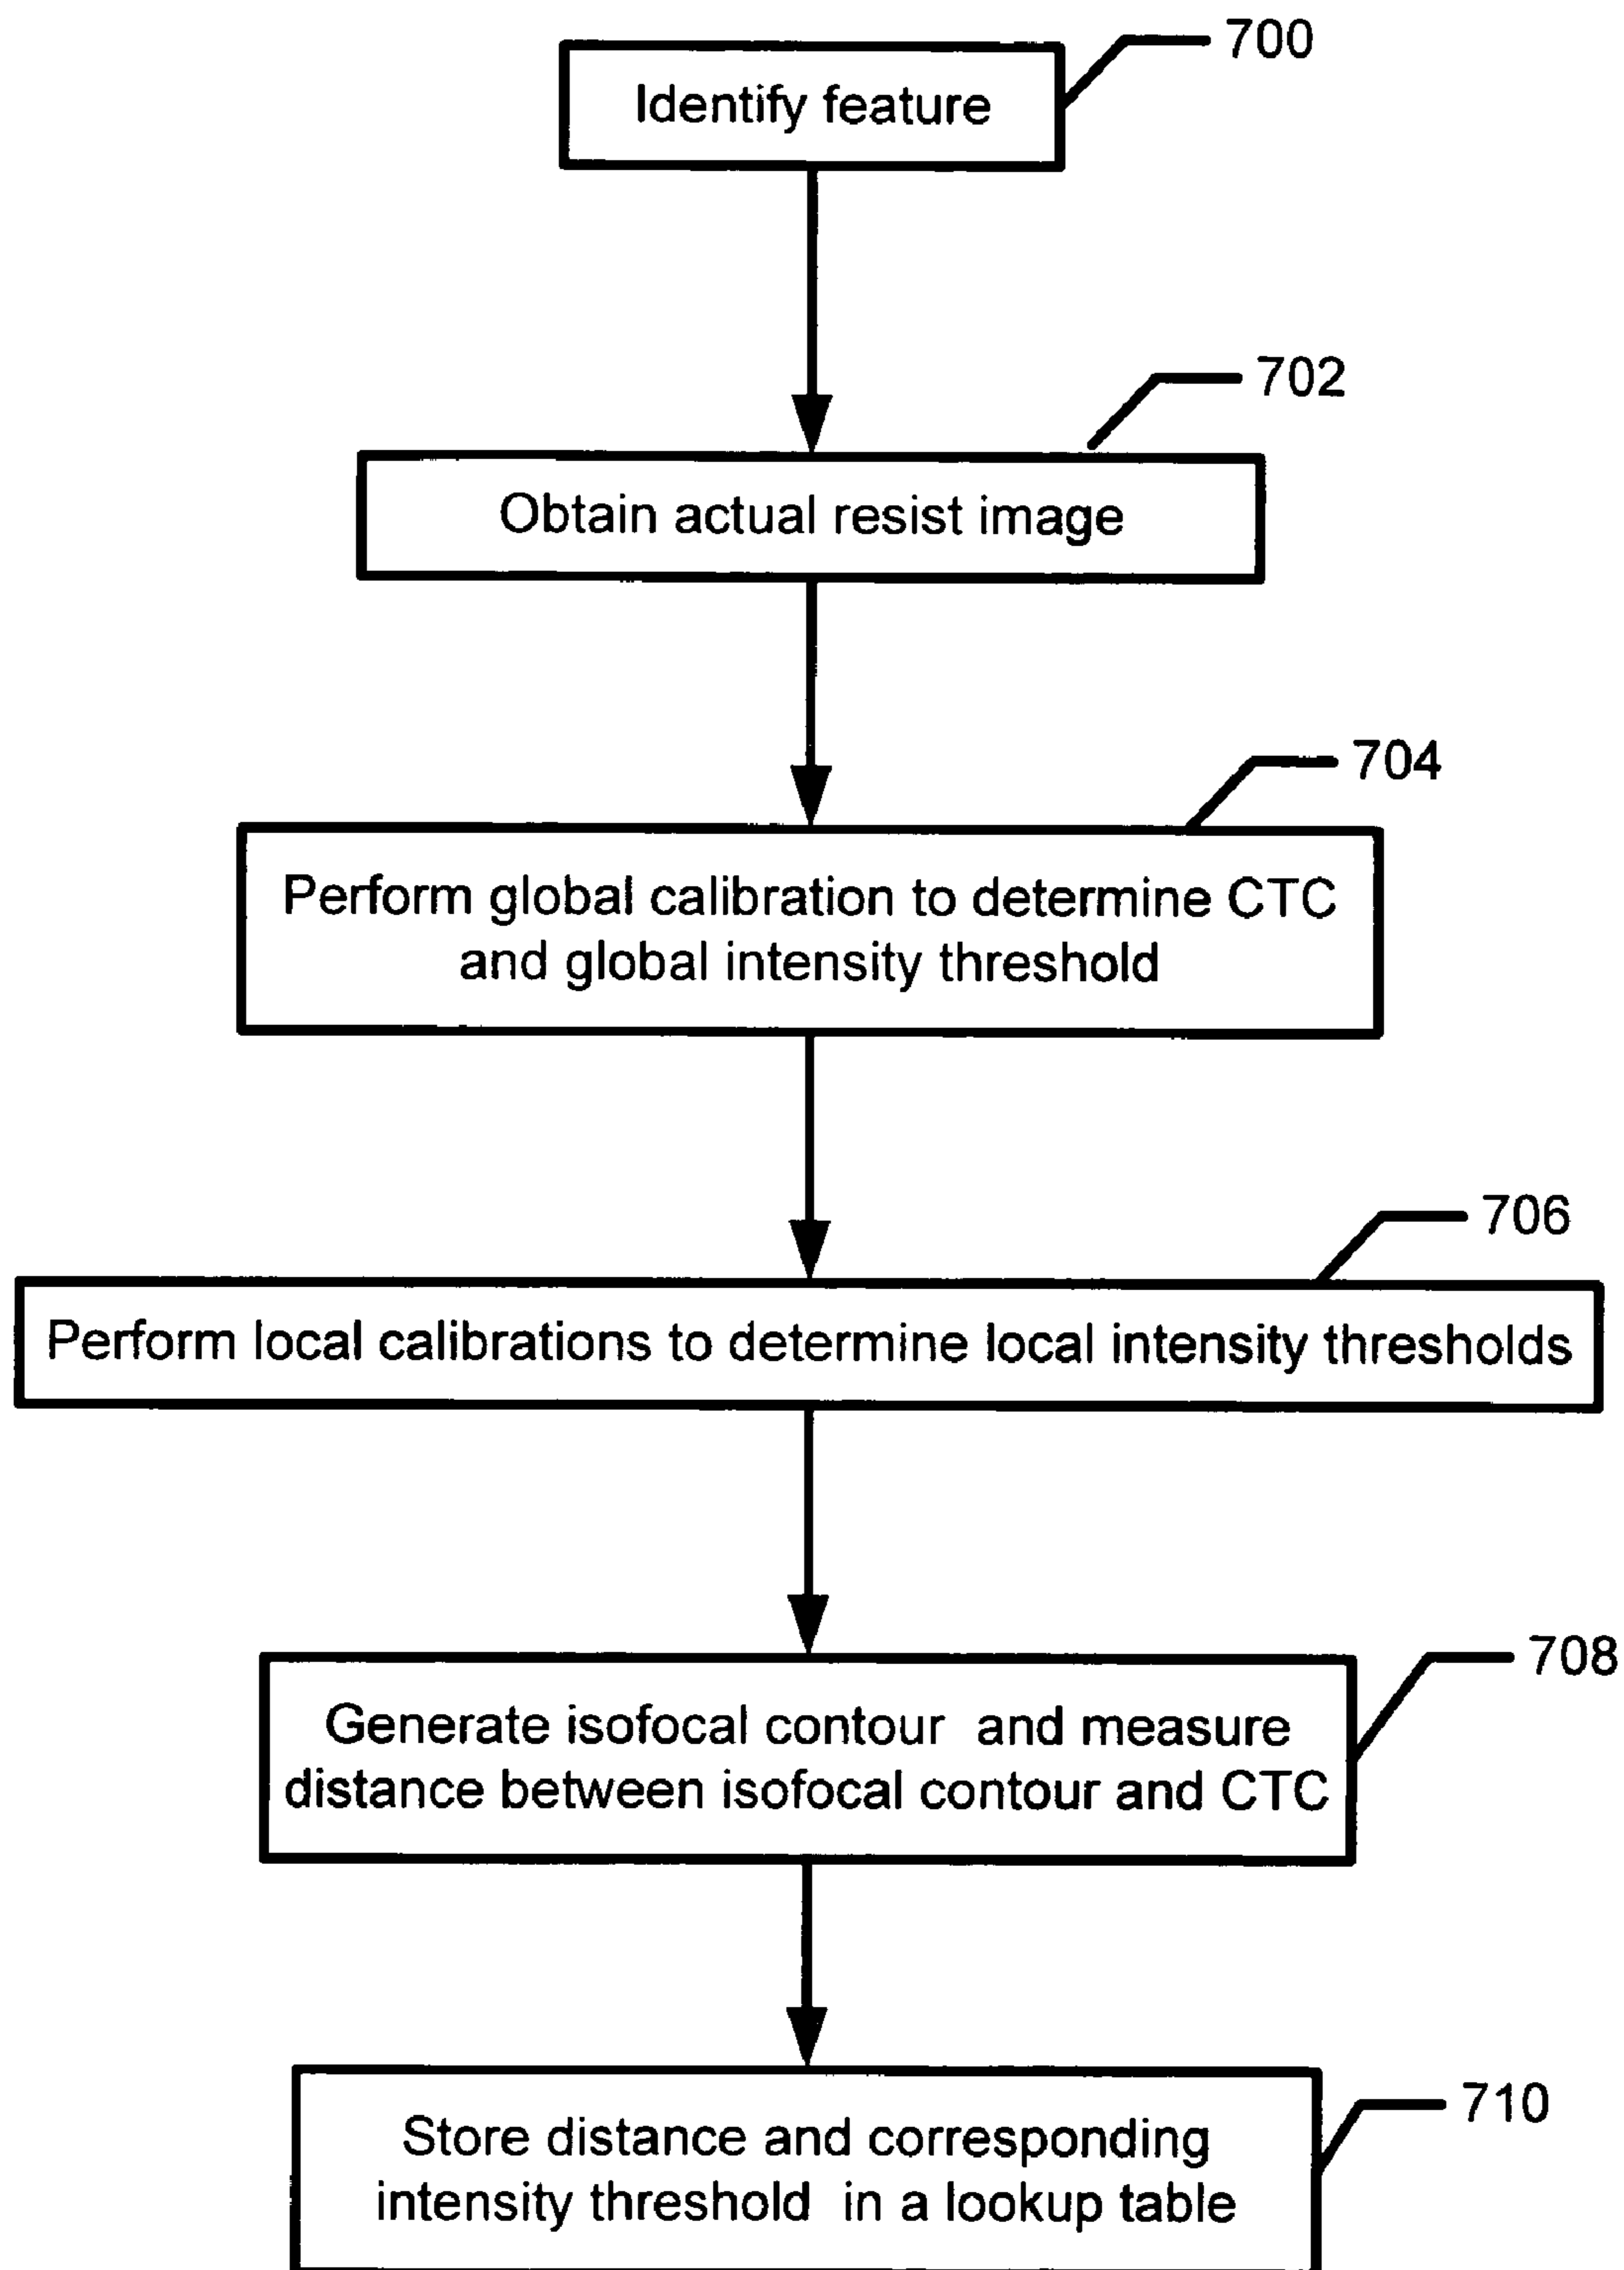 700
Identify feature
702
Obtain actual resist image
704
Perform global calibration to determine CTC
and global intensity threshold
706
Perform local calibrations to determine local intensity thresholds
708
Generate isofocal contour and measure
distance between isofocal contour and CTC
710
Store distance and corresponding
intensity threshold in a lookup table